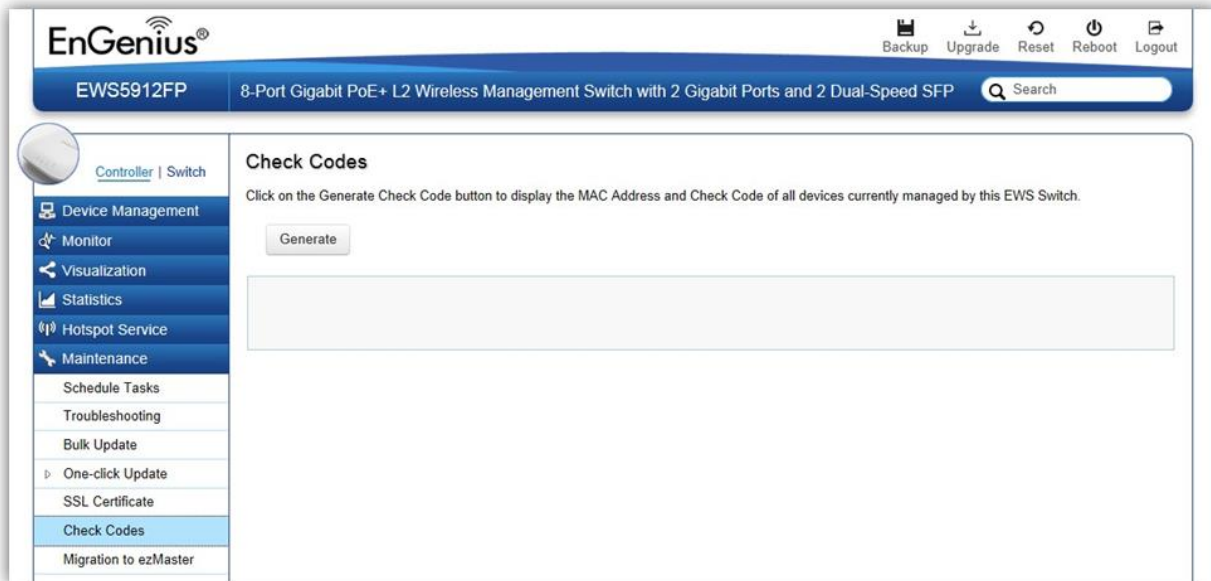 EnGenius®
Backup Upgrade Reset Reboot Logout
EWS5912FP
8-Port Gigabit PoE+ L2 Wireless Management Switch with 2 Gigabit Ports and 2 Dual-Speed SFP
Search
Controller | Switch
Device Management
Monitor
Visualization
Statistics
Hotspot Service
Maintenance
Schedule Tasks
Troubleshooting
Bulk Update
One-click Update
SSL Certificate
Check Codes
Migration to ezMaster
Check Codes
Click on the Generate Check Code button to display the MAC Address and Check Code of all devices currently managed by this EWS Switch.
Generate